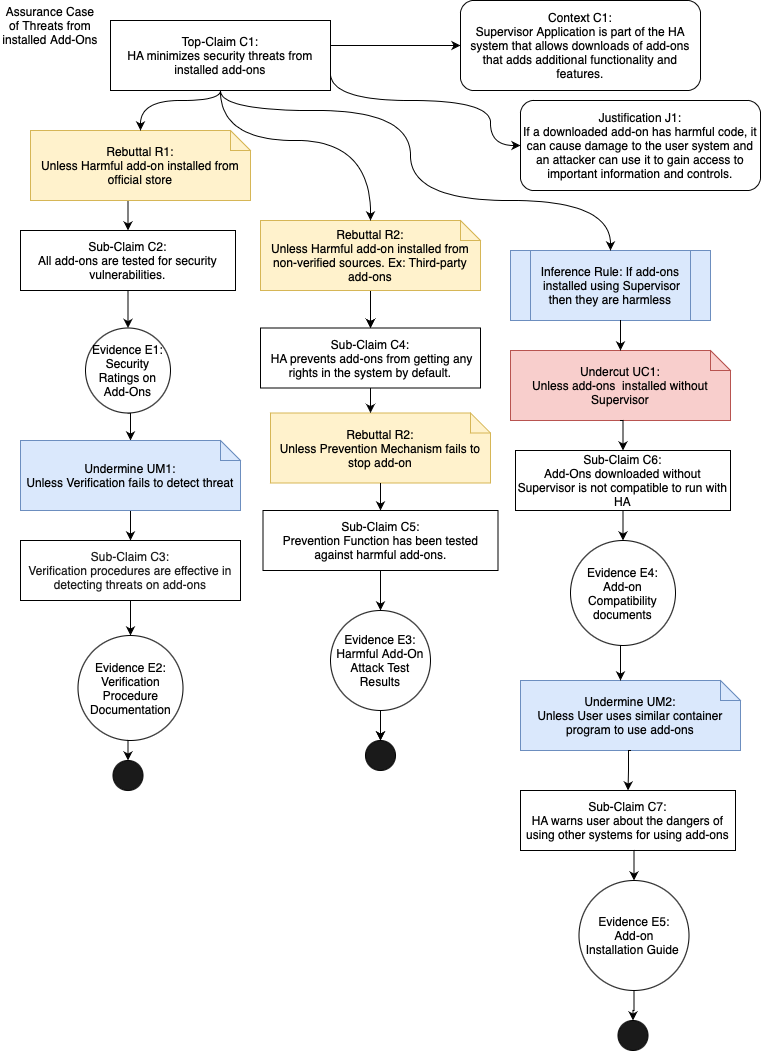 Assurance Case
of Threats from
installed Add-Ons
Top-Claim C1:
HA minimizes security threats from
installed add-ons
Context C1:
Supervisor Application is part of the HA
system that allows downloads of add-ons
that adds additional functionality and
features.
Justification J1:
If a downloaded add-on has harmful code, it
can cause damage to the user system and
an attacker can use it to gain access to
important information and controls.
Rebuttal R1:
Unless Harmful add-on installed from
official store
Sub-Claim C2:
All add-ons are tested for security
vulnerabilities.
Evidence E1:
Security
Ratings on
Add-Ons
Undermine UM1:
Unless Verification fails to detect threat
Sub-Claim C3:
Verification procedures are effective in
detecting threats on add-ons
Evidence E2:
Verification
Procedure
Documentation
Rebuttal R2:
Unless Harmful add-on installed from
non-verified sources. Ex: Third-party
add-ons
Sub-Claim C4:
HA prevents add-ons from getting any
rights in the system by default.
Rebuttal R2:
Unless Prevention Mechanism fails to
stop add-on
Sub-Claim C5:
Prevention Function has been tested
against harmful add-ons.
Evidence E3:
Harmful Add-On
Attack Test
Results
Inference Rule: If add-ons
installed using Supervisor
then they are harmless
Undercut UC1:
Unless add-ons installed without
Supervisor
Sub-Claim C6:
Add-Ons downloaded without
Supervisor is not compatible to run with
HA
Evidence E4:
Add-on
Compatibility
documents
Undermine UM2:
Unless User uses similar container
program to use add-ons
Sub-Claim C7:
HA warns user about the dangers of
using other systems for using add-ons
Evidence E5:
Add-on
Installation Guide